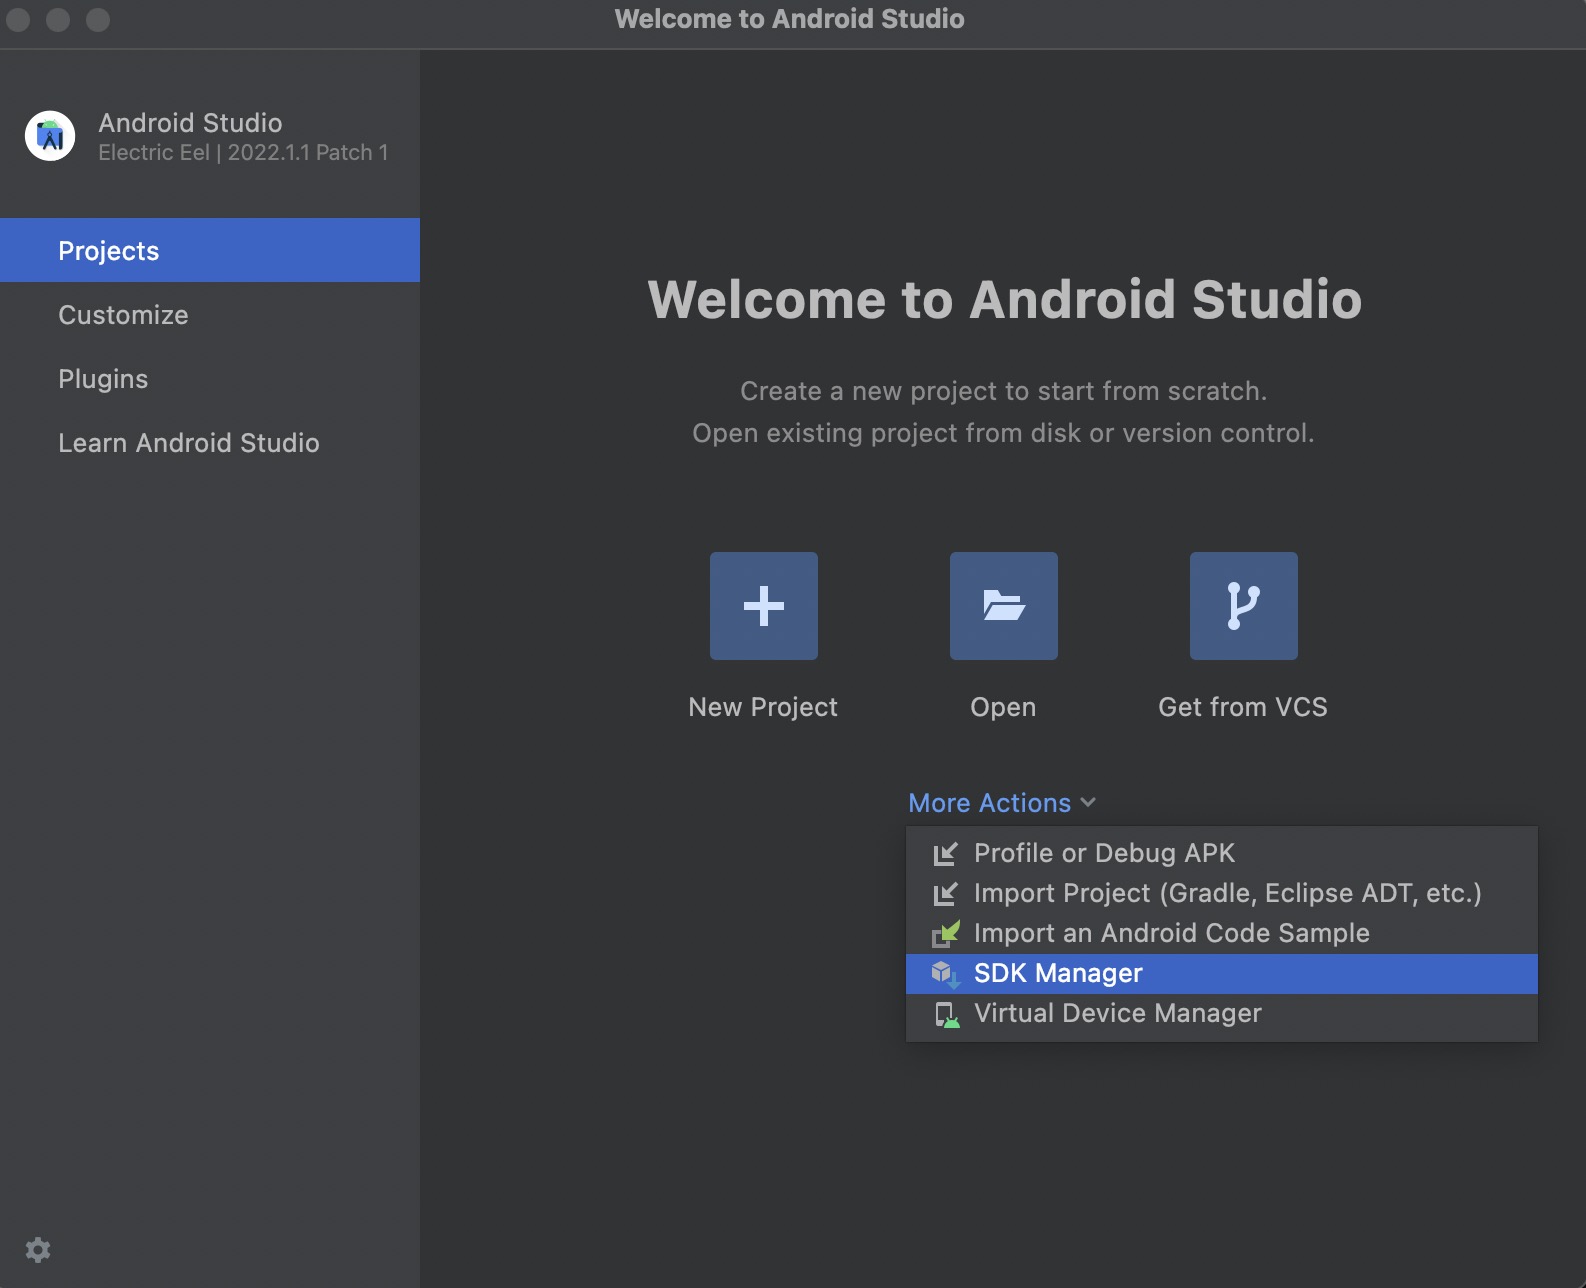 Welcome to Android Studio
Android Studio
Electric Eel | 2022.1.1 Patch 1
Projects
Customize
Plugins
Learn Android Studio
Welcome to Android Studio
Create a new project to start from scratch.
Open existing project from disk or version control.
New Project
Open
Get from VCS
More Actions
Profile or Debug APK
Import Project (Gradle, Eclipse ADT, etc.)
Import an Android Code Sample
SDK Manager
Virtual Device Manager